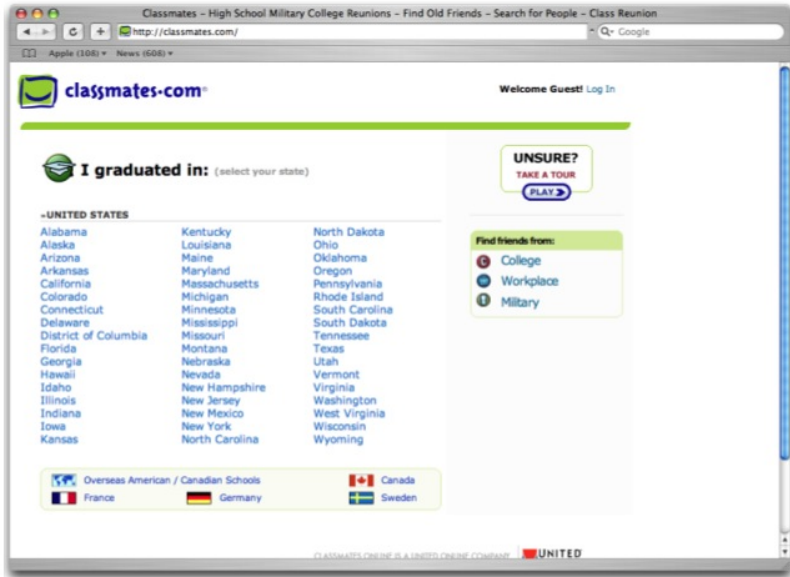 Classmates – High School Military College Reunions – Find Old Friends – Search for People – Class Reunion
http://classmates.com/
Google
Apple (108)
News (608)
classmates.com®
Welcome Guest! Log In
I graduated in: (select your state)
UNSURE?
TAKE A TOUR
PLAY
UNITED STATES
Alabama
Alaska
Arizona
Arkansas
California
Colorado
Connecticut
Delaware
District of Columbia
Florida
Georgia
Hawaii
Idaho
Illinois
Indiana
Iowa
Kansas
Kentucky
Louisiana
Maine
Maryland
Massachusetts
Michigan
Minnesota
Mississippi
Missouri
Montana
Nebraska
Nevada
New Hampshire
New Jersey
New Mexico
New York
North Carolina
North Dakota
Ohio
Oklahoma
Oregon
Pennsylvania
Rhode Island
South Carolina
South Dakota
Tennessee
Texas
Utah
Vermont
Virginia
Washington
West Virginia
Wisconsin
Wyoming
Find friends from:
C College
Workplace
Military
Overseas American / Canadian Schools
Canada
France
Germany
Sweden
CLASSMATES ONLINE IS A UNITED ONLINE COMPANY
UNITED